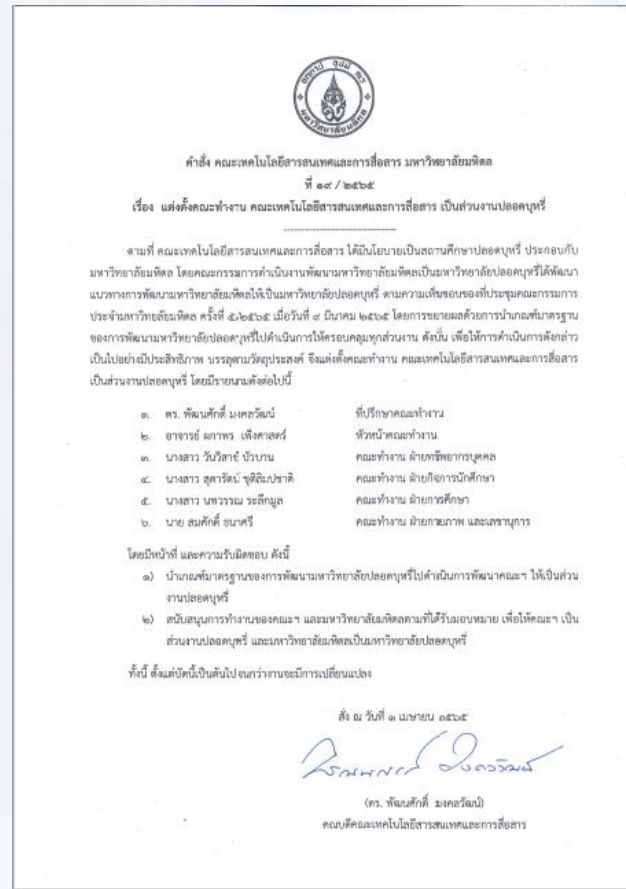 อตฺตานํ อุปมํ กเร
มหาวิทยาลัยมหิดล
คำสั่ง คณะเทคโนโลยีสารสนเทศและการสื่อสาร มหาวิทยาลัยมหิดล
ที่ ๑๙ / ๒๕๖๕
เรื่อง แต่งตั้งคณะทำงาน คณะเทคโนโลยีสารสนเทศและการสื่อสาร เป็นส่วนงานปลอดบุหรี่
ตามที่ คณะเทคโนโลยีสารสนเทศและการสื่อสาร ได้มีนโยบายเป็นสถานศึกษาปลอดบุหรี่ ประกอบกับ
มหาวิทยาลัยมหิดล โดยคณะกรรมการดำเนินงานพัฒนามหาวิทยาลัยมหิดลเป็นมหาวิทยาลัยปลอดบุหรี่ได้พัฒนา
แนวทางการพัฒนามหาวิทยาลัยมหิดลให้เป็นมหาวิทยาลัยปลอดบุหรี่ ตามความเห็นชอบของที่ประชุมคณะกรรมการ
ประจำมหาวิทยลัยมหิดล ครั้งที่ ๕/๒๕๖๕ เมื่อวันที่ ๙ มีนาคม ๒๕๖๕ โดยการขยายผลด้วยการนำเกณฑ์มาตรฐาน
ของการพัฒนามหาวิทยาลัยปลอดบุหรี่ไปดำเนินการให้ครอบคลุมทุกส่วนงาน ดังนั้น เพื่อให้การดำเนินการดังกล่าว
เป็นไปอย่างมีประสิทธิภาพ บรรลุตามวัตถุประสงค์ จึงแต่งตั้งคณะทำงาน คณะเทคโนโลยีสารสนเทศและการสื่อสาร
เป็นส่วนงานปลอดบุหรี่ โดยมีรายนามดังต่อไปนี้
๑. ดร. พัฒนศักดิ์ มงคลวัฒน์ ที่ปรึกษาคณะทำงาน
๒. อาจารย์ ผกาพร เพ็งศาสตร์ หัวหน้าคณะทำงาน
๓. นางสาว วันวิสาข์ บัวบาน คณะทำงาน ฝ่ายทรัพยากรบุคคล
๔. นางสาว สุดารัตน์ ชุติลิมปชาติ คณะทำงาน ฝ่ายกิจการนักศึกษา
๕. นางสาว นพวรรณ ระลึกมูล คณะทำงาน ฝ่ายการศึกษา
๖. นาย สมศักดิ์ ธนาศรี คณะทำงาน ฝ่ายกายภาพ และเลขานุการ
โดยมีหน้าที่ และความรับผิดชอบ ดังนี้
๑) นำเกณฑ์มาตรฐานของการพัฒนามหาวิทยาลัยปลอดบุหรี่ไปดำเนินการพัฒนาคณะฯ ให้เป็นส่วน
งานปลอดบุหรี่
๒) สนับสนุนการทำงานของคณะฯ และมหาวิทยาลัยมหิดลตามที่ได้รับมอบหมาย เพื่อให้คณะฯ เป็น
ส่วนงานปลอดบุหรี่ และมหาวิทยาลัยมหิดลเป็นมหาวิทยาลัยปลอดบุหรี่
ทั้งนี้ ตั้งแต่บัดนี้เป็นต้นไปจนกว่างานจะมีการเปลี่ยนแปลง
สั่ง ณ วันที่ ๑ เมษายน ๒๕๖๕
(ดร. พัฒนศักดิ์ มงคลวัฒน์)
คณบดีคณะเทคโนโลยีสารสนเทศและการสื่อสาร